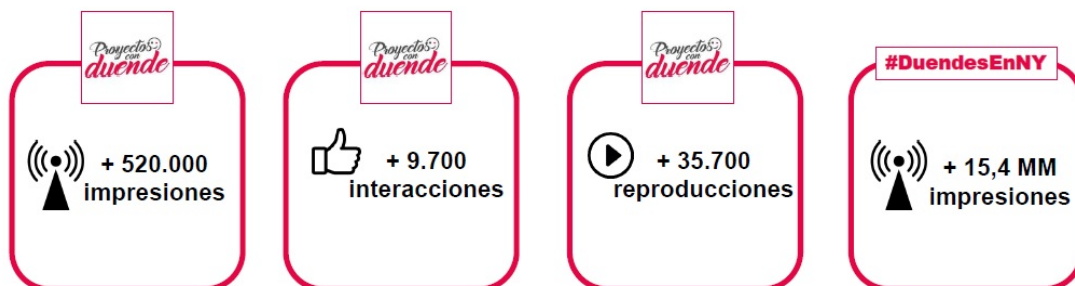 Proyectos
con
duende
+ 520.000
impresiones
Proyectos
con
duende
+ 9.700
interacciones
Proyectos
con
duende
+ 35.700
reproducciones
#DuendesEnNY
+ 15,4 MM
impresiones